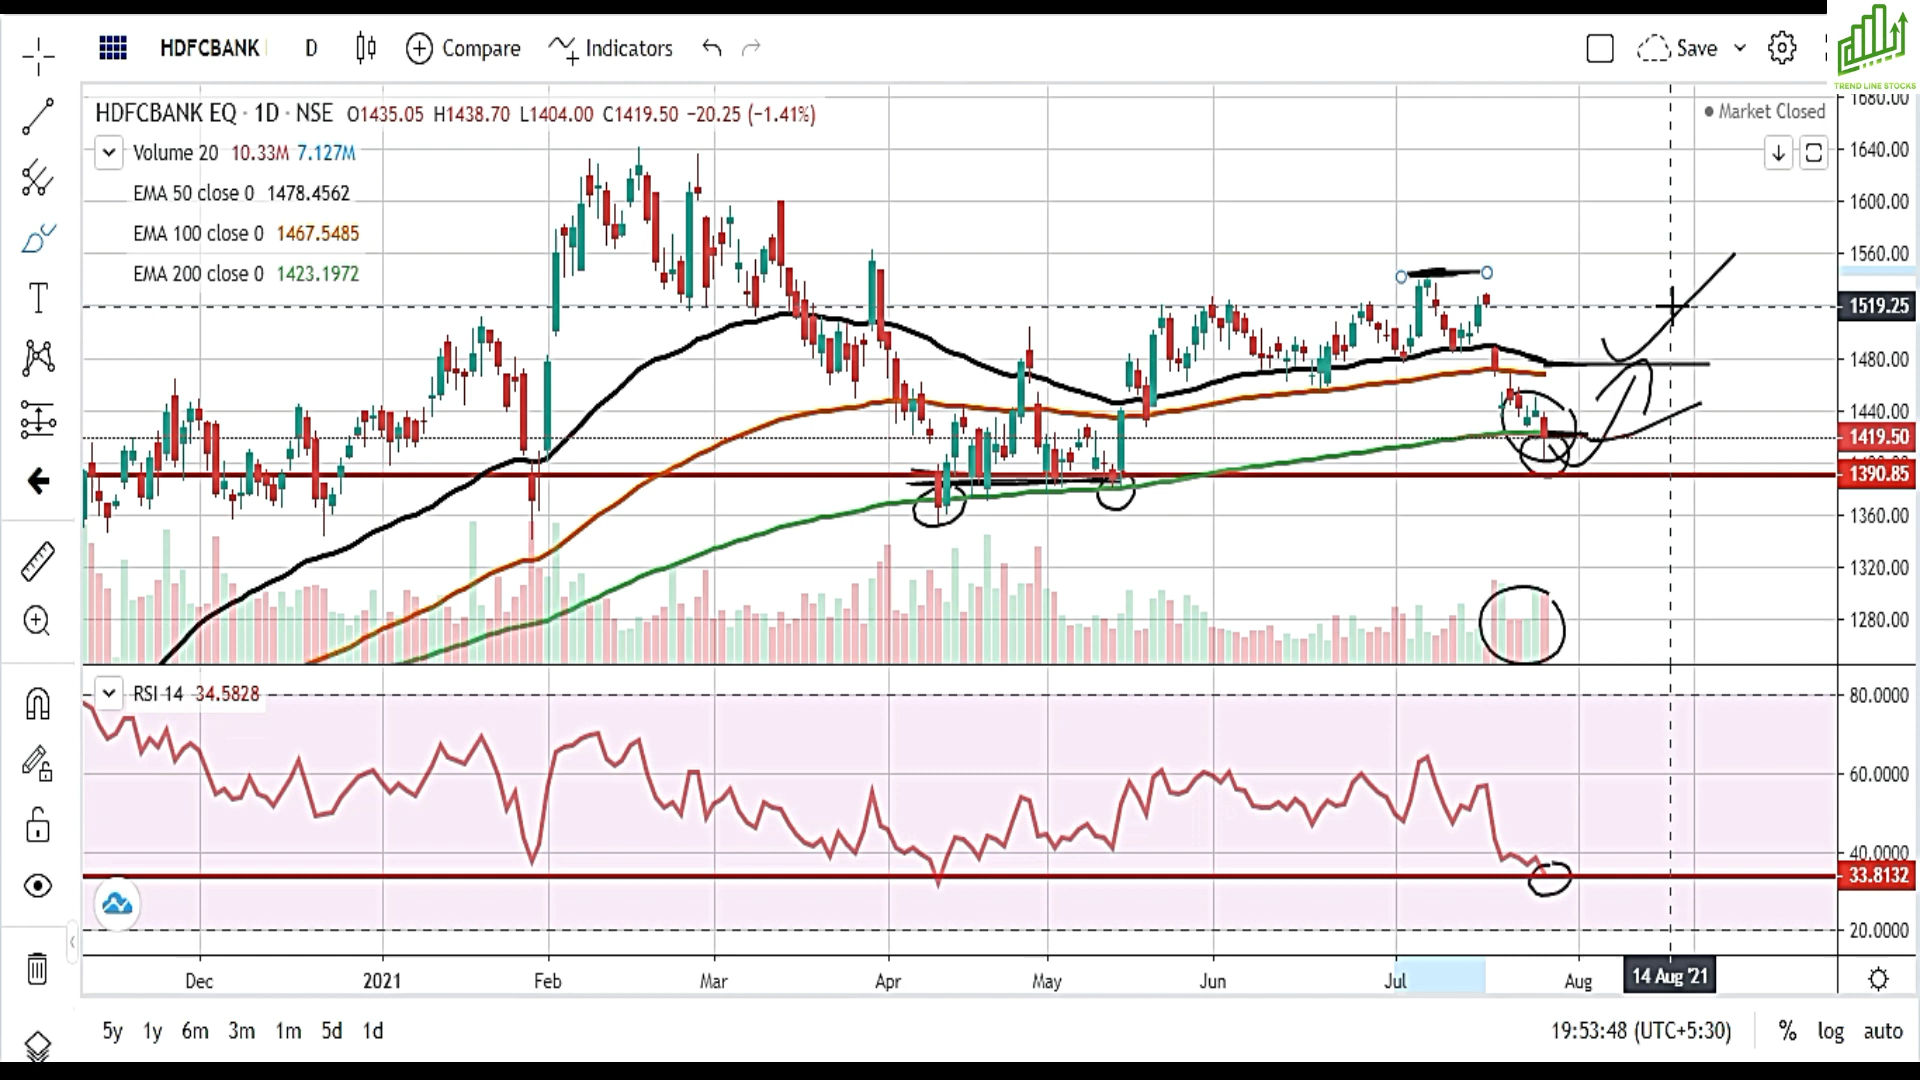 HDFCBANK D Compare Indicators Save
TREND LINE STOCKS
HDFCBANK EQ · 1D · NSE O1435.05 H1438.70 L1404.00 C1419.50 −20.25 (−1.41%)
Market Closed
Volume 20 10.33M 7.127M
EMA 50 close 0 1478.4562
EMA 100 close 0 1467.5485
EMA 200 close 0 1423.1972
1680.00
1640.00
1600.00
1560.00
1519.25
1480.00
1440.00
1419.50
1390.85
1360.00
1320.00
1280.00
RSI 14 34.5828
80.0000
60.0000
40.0000
33.8132
20.0000
Dec 2021 Feb Mar Apr May Jun Jul Aug 14 Aug '21
5y 1y 6m 3m 1m 5d 1d 19:53:48 (UTC+5:30) % log auto